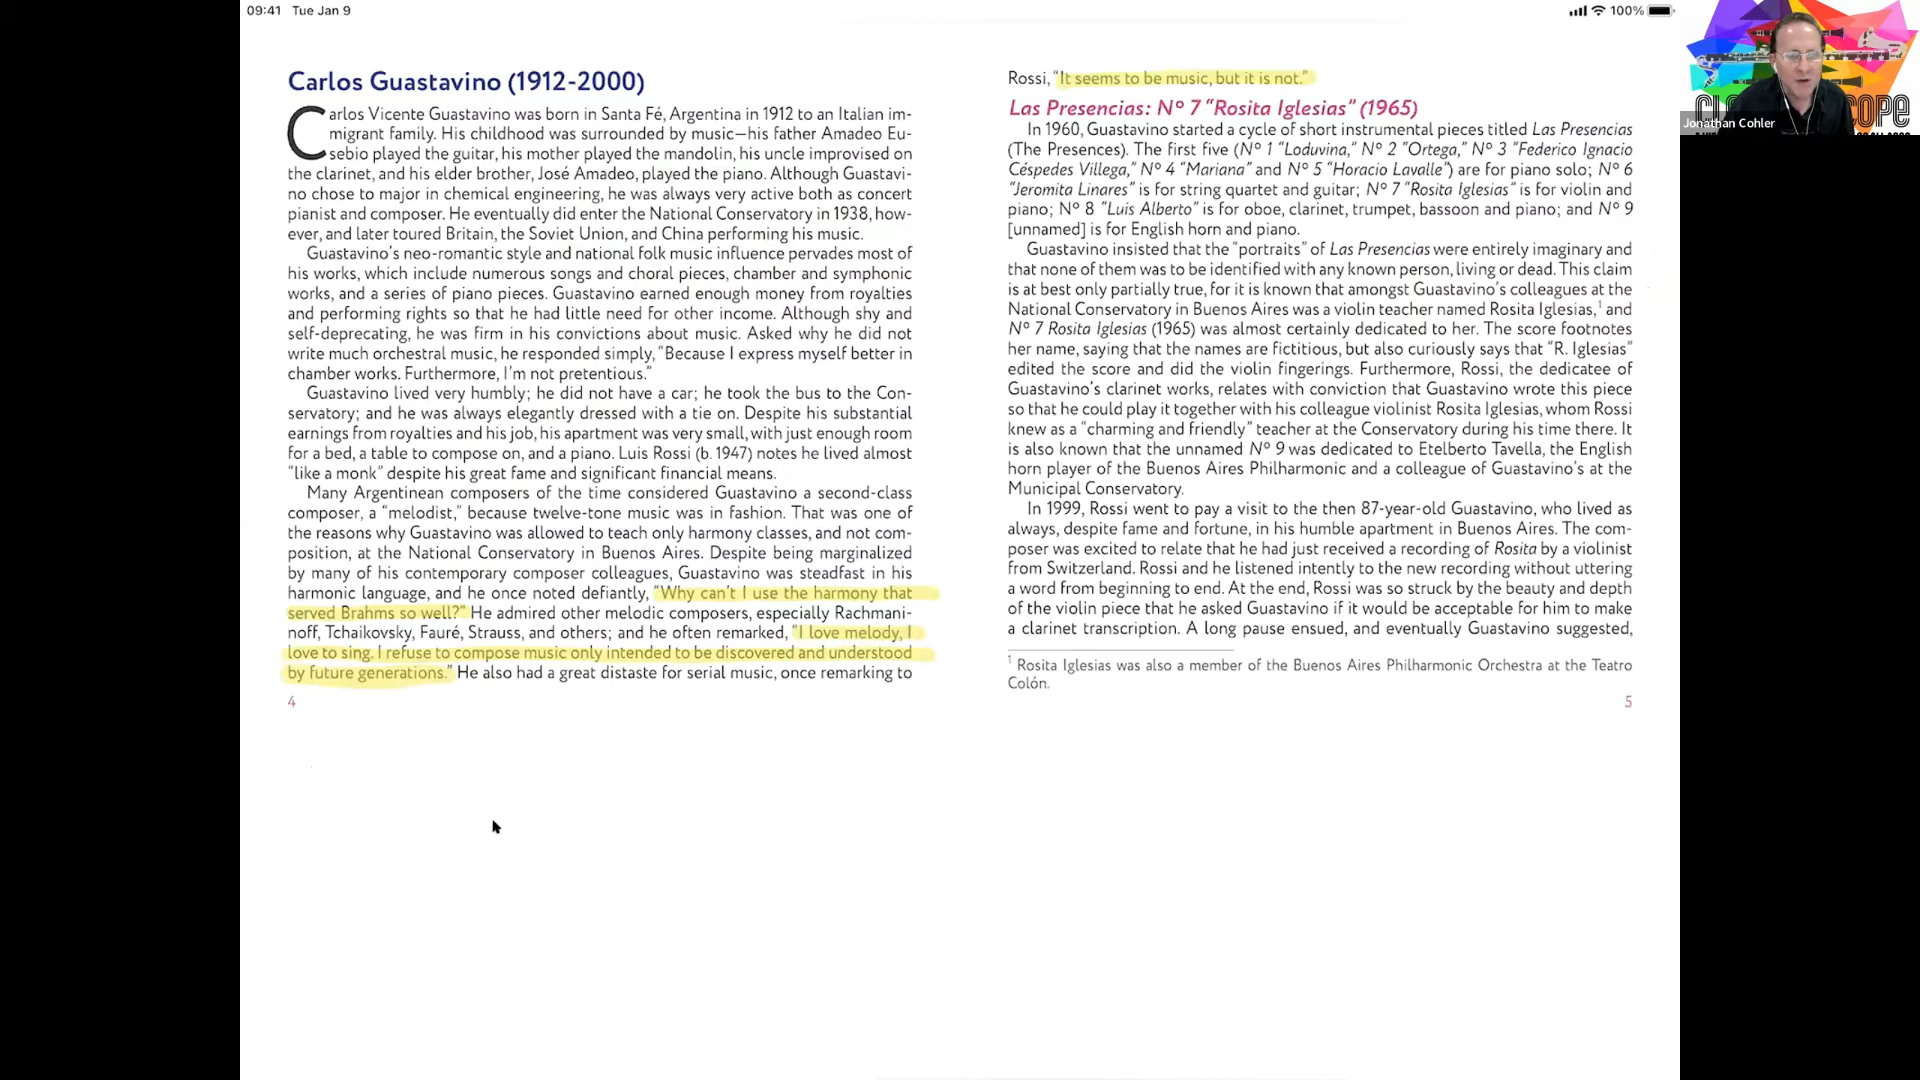 09:41 Tue Jan 9
100%
Carlos Guastavino (1912-2000)
Carlos Vicente Guastavino was born in Santa Fé, Argentina in 1912 to an Italian im-
migrant family. His childhood was surrounded by music—his father Amadeo Eu-
sebio played the guitar, his mother played the mandolin, his uncle improvised on
the clarinet, and his elder brother, José Amadeo, played the piano. Although Guastavi-
no chose to major in chemical engineering, he was always very active both as concert
pianist and composer. He eventually did enter the National Conservatory in 1938, how-
ever, and later toured Britain, the Soviet Union, and China performing his music.
Guastavino's neo-romantic style and national folk music influence pervades most of
his works, which include numerous songs and choral pieces, chamber and symphonic
works, and a series of piano pieces. Guastavino earned enough money from royalties
and performing rights so that he had little need for other income. Although shy and
self-deprecating, he was firm in his convictions about music. Asked why he did not
write much orchestral music, he responded simply, “Because I express myself better in
chamber works. Furthermore, I'm not pretentious.”
Guastavino lived very humbly; he did not have a car; he took the bus to the Con-
servatory; and he was always elegantly dressed with a tie on. Despite his substantial
earnings from royalties and his job, his apartment was very small, with just enough room
for a bed, a table to compose on, and a piano. Luis Rossi (b. 1947) notes he lived almost
“like a monk” despite his great fame and significant financial means.
Many Argentinean composers of the time considered Guastavino a second-class
composer, a “melodist,” because twelve-tone music was in fashion. That was one of
the reasons why Guastavino was allowed to teach only harmony classes, and not com-
position, at the National Conservatory in Buenos Aires. Despite being marginalized
by many of his contemporary composer colleagues, Guastavino was steadfast in his
harmonic language, and he once noted defiantly, “Why can't I use the harmony that
served Brahms so well?” He admired other melodic composers, especially Rachmani-
noff, Tchaikovsky, Fauré, Strauss, and others; and he often remarked, “I love melody, I
love to sing. I refuse to compose music only intended to be discovered and understood
by future generations.” He also had a great distaste for serial music, once remarking to
4
Rossi, “It seems to be music, but it is not.”
Las Presencias: Nº 7 “Rosita Iglesias” (1965)
In 1960, Guastavino started a cycle of short instrumental pieces titled Las Presencias
(The Presences). The first five (Nº 1 “Loduvina,” Nº 2 “Ortega,” Nº 3 “Federico Ignacio
Céspedes Villega,” Nº 4 “Mariana” and Nº 5 “Horacio Lavalle”) are for piano solo; Nº 6
“Jeromita Linares” is for string quartet and guitar; Nº 7 “Rosita Iglesias” is for violin and
piano; Nº 8 “Luis Alberto” is for oboe, clarinet, trumpet, bassoon and piano; and Nº 9
[unnamed] is for English horn and piano.
Guastavino insisted that the “portraits” of Las Presencias were entirely imaginary and
that none of them was to be identified with any known person, living or dead. This claim
is at best only partially true, for it is known that amongst Guastavino's colleagues at the
National Conservatory in Buenos Aires was a violin teacher named Rosita Iglesias,¹ and
Nº 7 Rosita Iglesias (1965) was almost certainly dedicated to her. The score footnotes
her name, saying that the names are fictitious, but also curiously says that “R. Iglesias”
edited the score and did the violin fingerings. Furthermore, Rossi, the dedicatee of
Guastavino's clarinet works, relates with conviction that Guastavino wrote this piece
so that he could play it together with his colleague violinist Rosita Iglesias, whom Rossi
knew as a “charming and friendly” teacher at the Conservatory during his time there. It
is also known that the unnamed Nº 9 was dedicated to Etelberto Tavella, the English
horn player of the Buenos Aires Philharmonic and a colleague of Guastavino's at the
Municipal Conservatory.
In 1999, Rossi went to pay a visit to the then 87-year-old Guastavino, who lived as
always, despite fame and fortune, in his humble apartment in Buenos Aires. The com-
poser was excited to relate that he had just received a recording of Rosita by a violinist
from Switzerland. Rossi and he listened intently to the new recording without uttering
a word from beginning to end. At the end, Rossi was so struck by the beauty and depth
of the violin piece that he asked Guastavino if it would be acceptable for him to make
a clarinet transcription. A long pause ensued, and eventually Guastavino suggested,
¹ Rosita Iglesias was also a member of the Buenos Aires Philharmonic Orchestra at the Teatro
Colón.
5
Jonathan Cohler